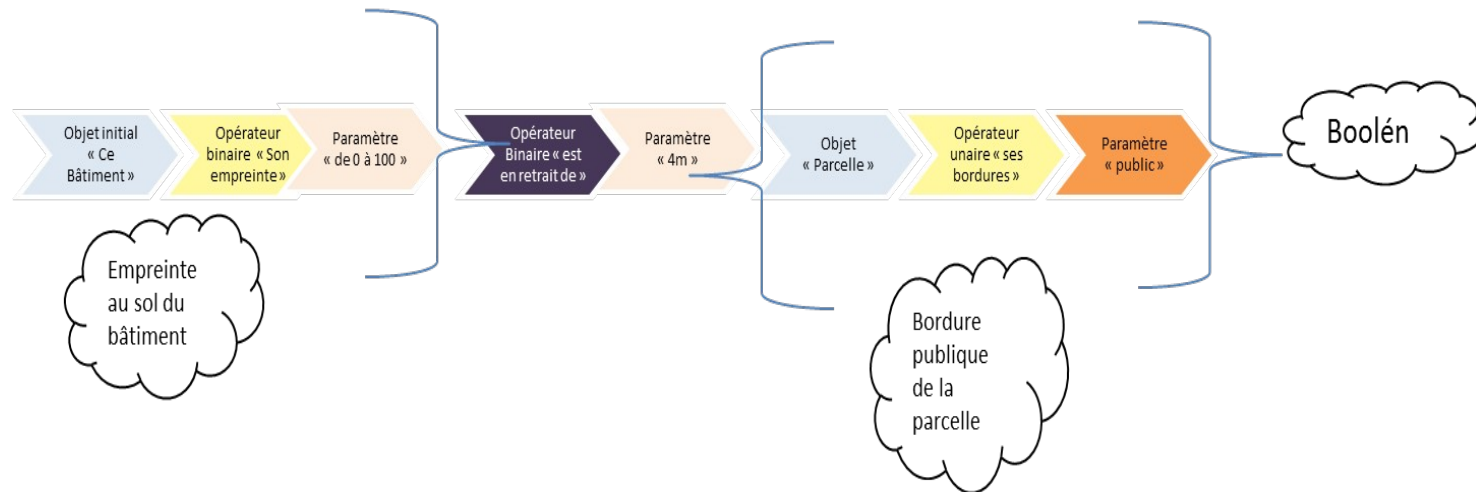 Objet initial
« Ce
Bâtiment »
Opérateur
binaire « Son
empreinte»
Paramètre
« de 0 à 100 »
Opérateur
Binaire « est
en retrait de »
Paramètre
« 4m »
Objet
« Parcelle »
Opérateur
unaire « ses
bordures »
Paramètre
« public »
Boolén
Empreinte
au sol du
bâtiment
Bordure
publique
de la
parcelle